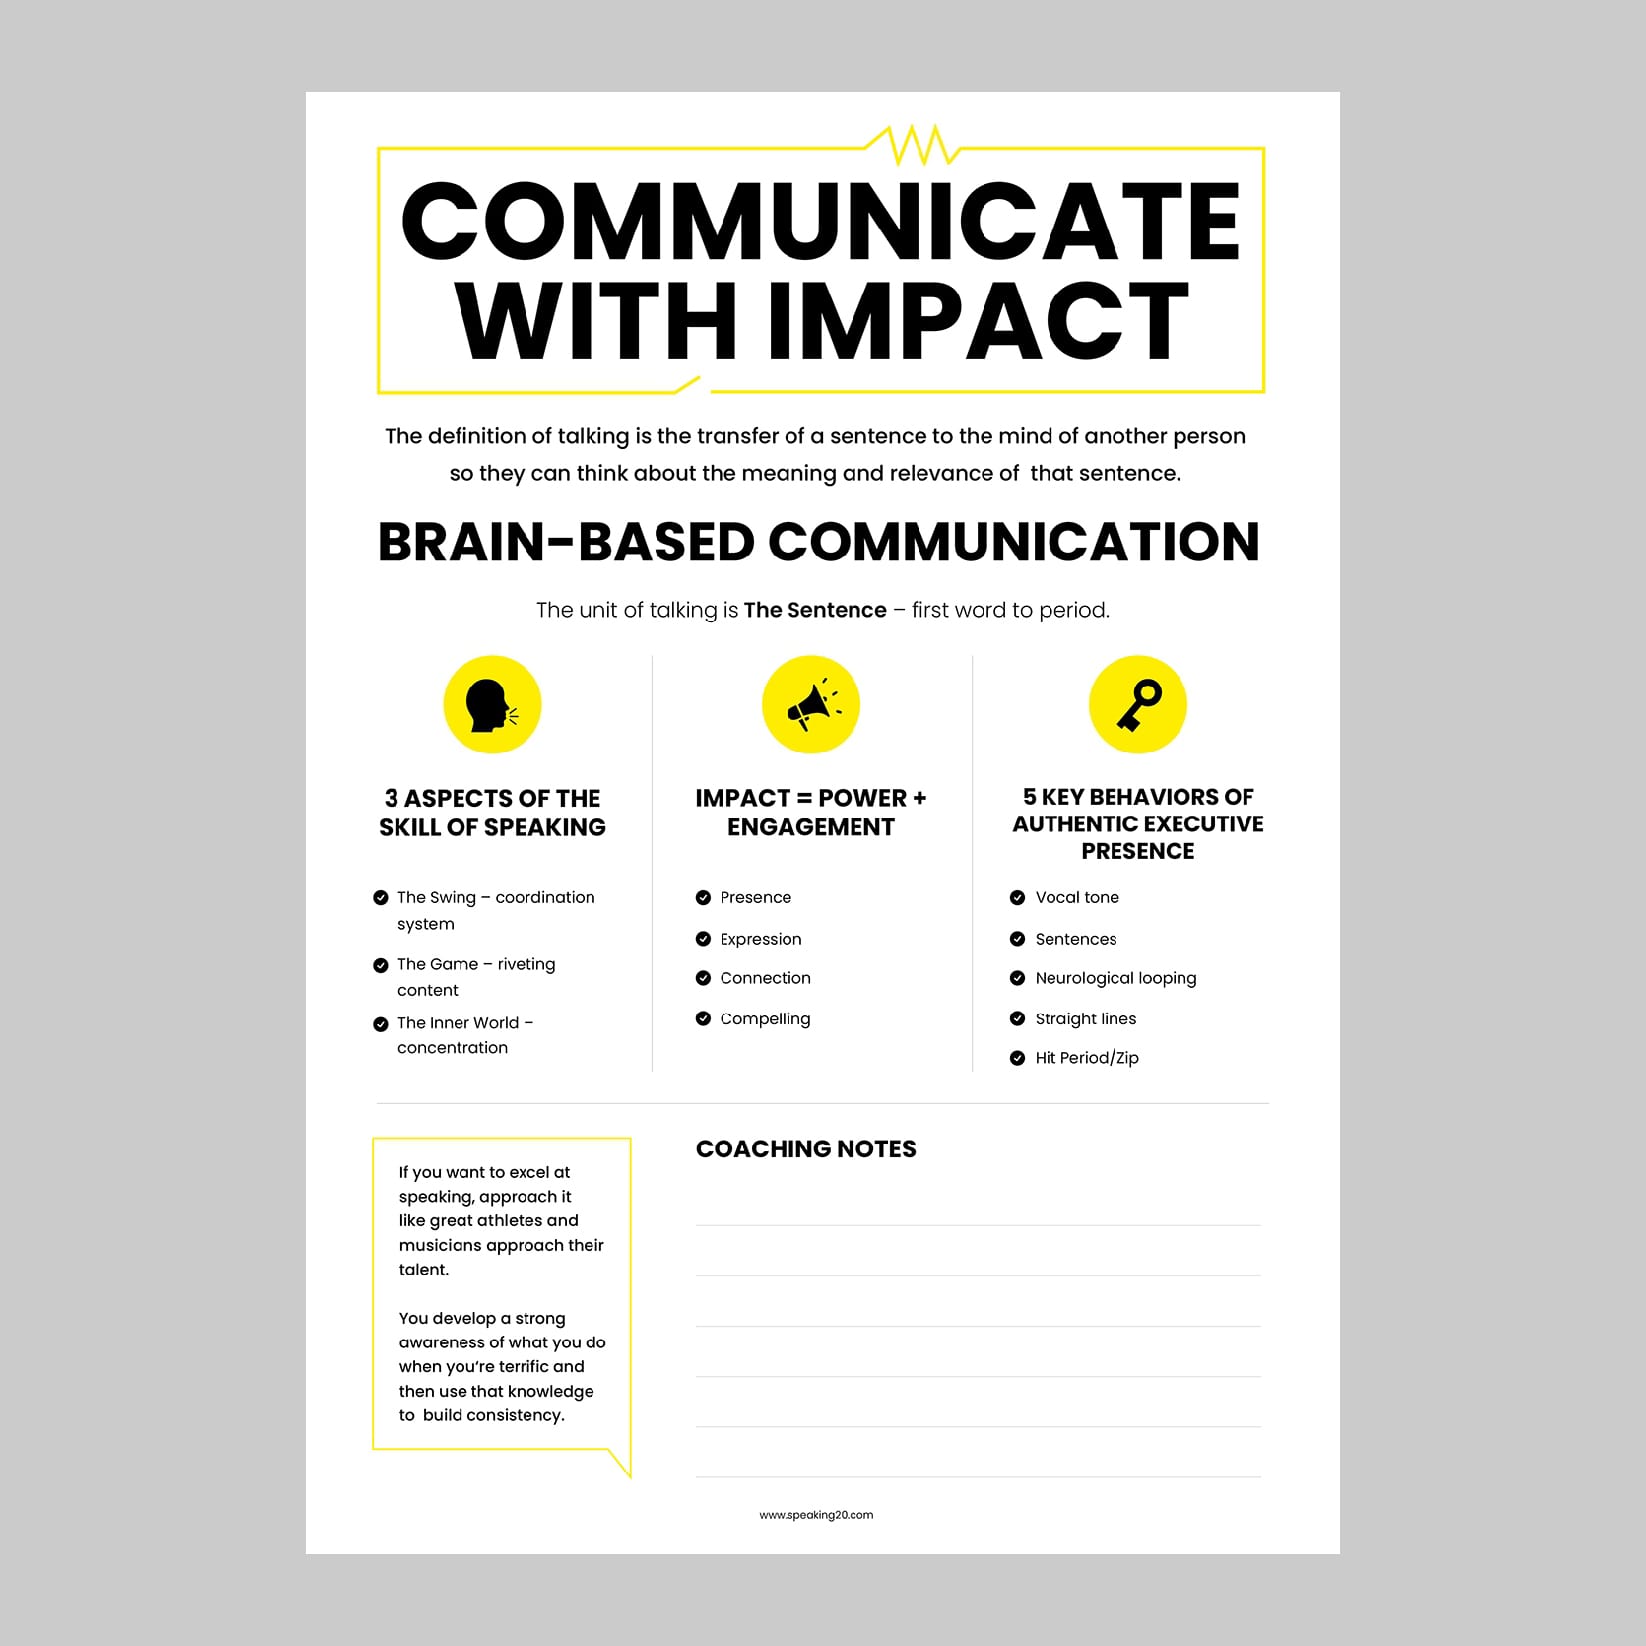 COMMUNICATE
WITH IMPACT
The definition of talking is the transfer of a sentence to the mind of another person
so they can think about the meaning and relevance of  that sentence.
BRAIN-BASED COMMUNICATION
The unit of talking is The Sentence – first word to period.
3 ASPECTS OF THE
SKILL OF SPEAKING
The Swing – coordination
system
The Game – riveting
content
The Inner World –
concentration
IMPACT = POWER +
ENGAGEMENT
Presence
Expression
Connection
Compelling
5 KEY BEHAVIORS OF
AUTHENTIC EXECUTIVE
PRESENCE
Vocal tone
Sentences
Neurological looping
Straight lines
Hit Period/Zip
If you want to excel at
speaking, approach it
like great athletes and
musicians approach their
talent.
You develop a strong
awareness of what you do
when you’re terrific and
then use that knowledge
to  build consistency.
COACHING NOTES
www.speaking20.com